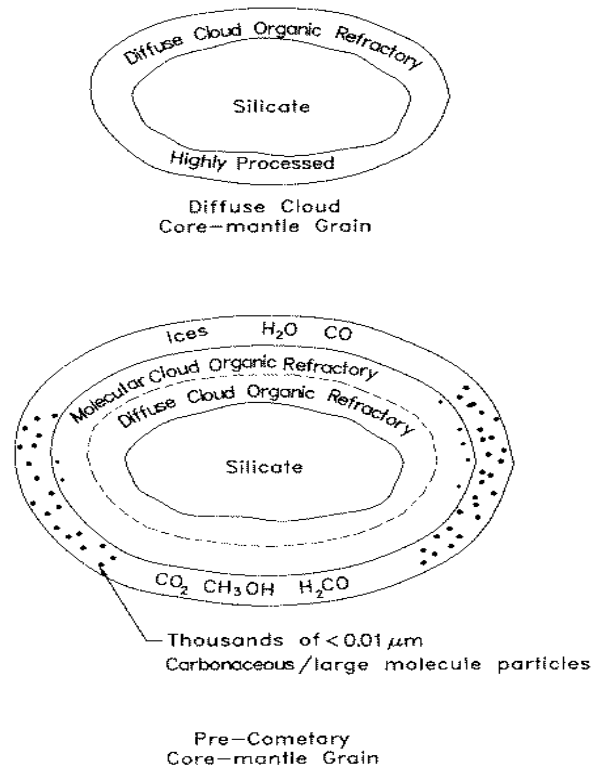 Diffuse Cloud Organic Refractory
Silicate
Highly Processed
Diffuse Cloud
Core-mantle Grain
Ices H₂O CO
Molecular Cloud Organic Refractory
Diffuse Cloud Organic Refractory
Silicate
CO₂ CH₃OH H₂CO
Thousands of <0.01 μm
Carbonaceous/large molecule particles
Pre-Cometary
Core-mantle Grain